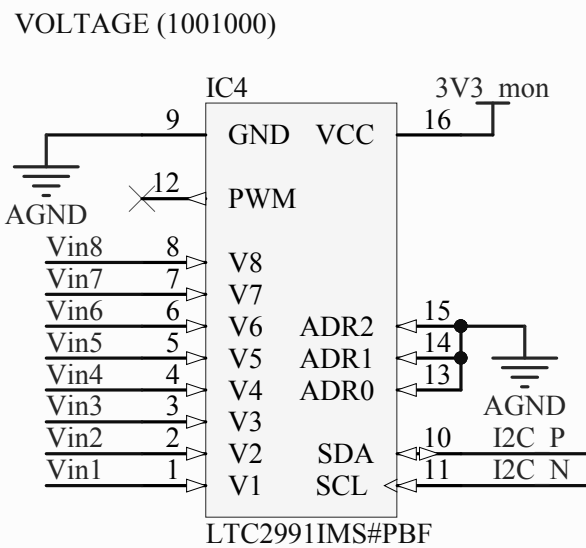 VOLTAGE (1001000)
IC4
3V3_mon
9 GND VCC 16
12 PWM
AGND
Vin8 8 V8
Vin7 7 V7
Vin6 6 V6 ADR2 15
Vin5 5 V5 ADR1 14
Vin4 4 V4 ADR0 13
AGND
Vin3 3 V3
Vin2 2 V2 SDA 10 I2C_P
Vin1 1 V1 SCL 11 I2C_N
LTC2991IMS#PBF